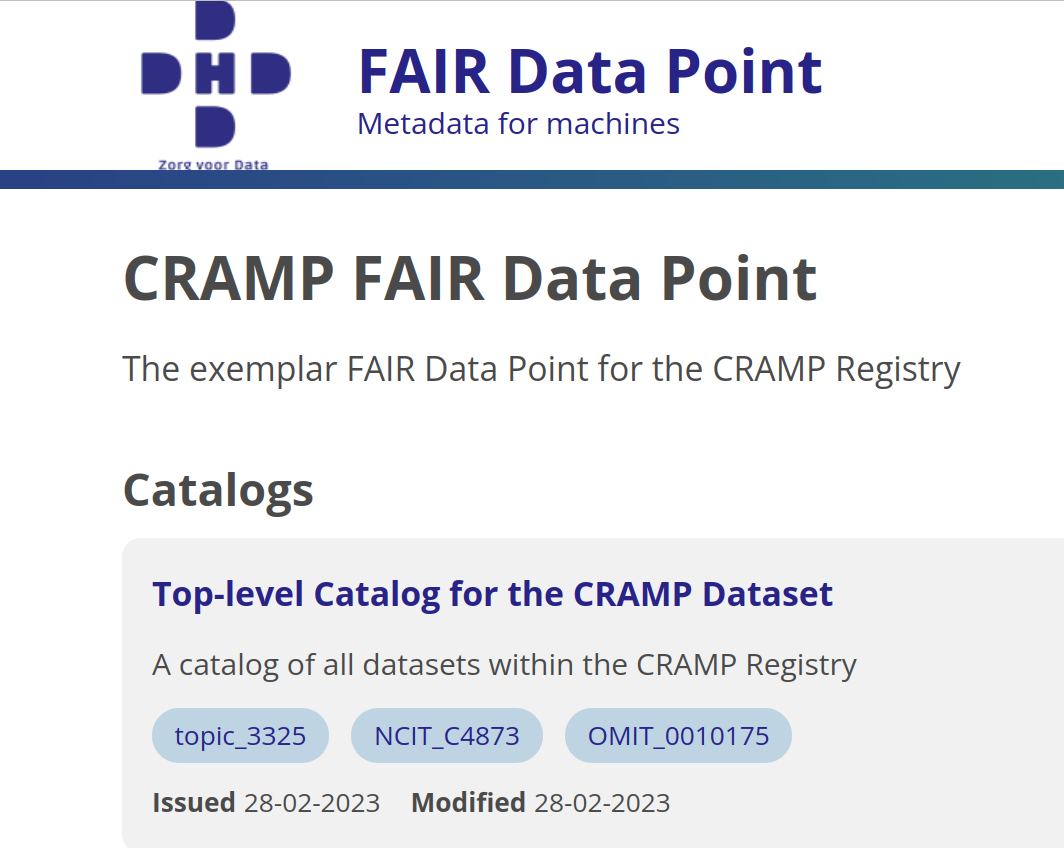 D
DHD
D
Zorg voor Data
FAIR Data Point
Metadata for machines
CRAMP FAIR Data Point
The exemplar FAIR Data Point for the CRAMP Registry
Catalogs
Top-level Catalog for the CRAMP Dataset
A catalog of all datasets within the CRAMP Registry
topic_3325 NCIT_C4873 OMIT_0010175
Issued 28-02-2023 Modified 28-02-2023